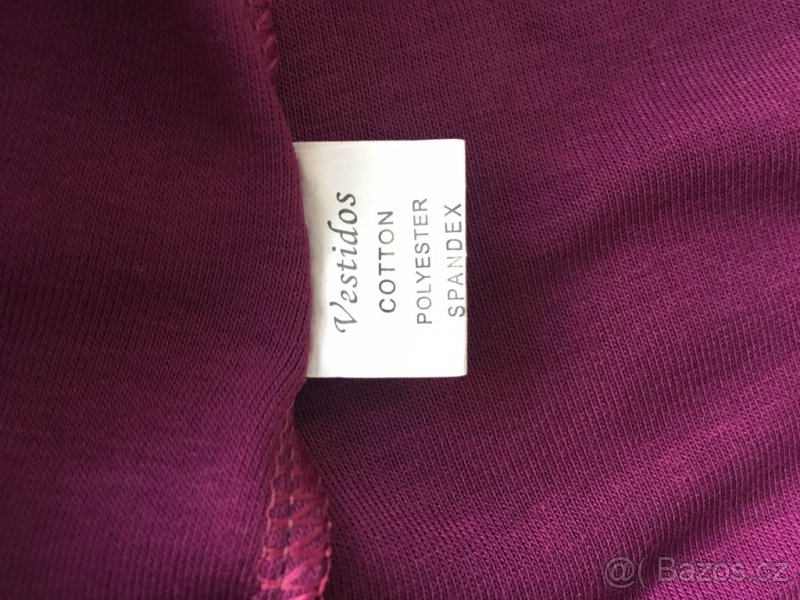 Vestidos
COTTON
POLYESTER
SPANDEX
@( Bazos.cz